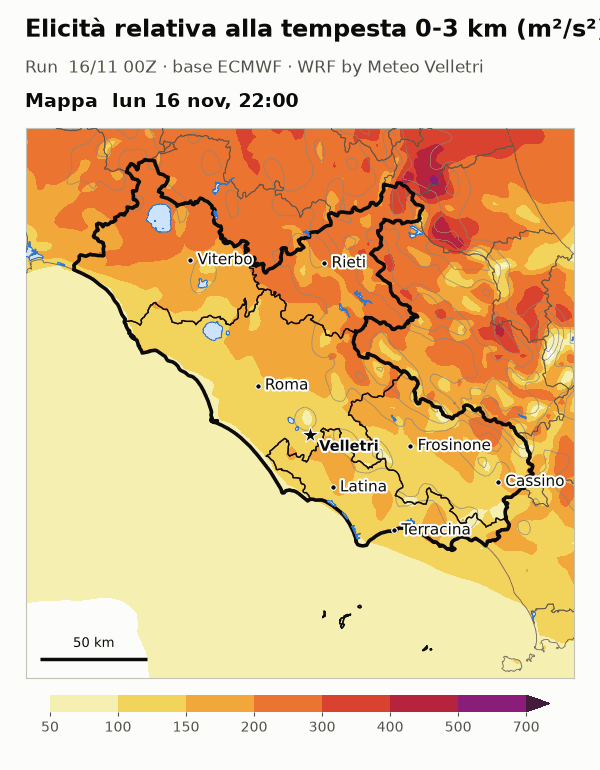 Elicità relativa alla tempesta 0-3 km (m²/s²)
Run 16/11 00Z · base ECMWF · WRF by Meteo Velletri
Mappa lun 16 nov, 22:00
Viterbo
Rieti
Roma
Velletri
Frosinone
Latina
Cassino
Terracina
50 km
50 100 150 200 300 400 500 700